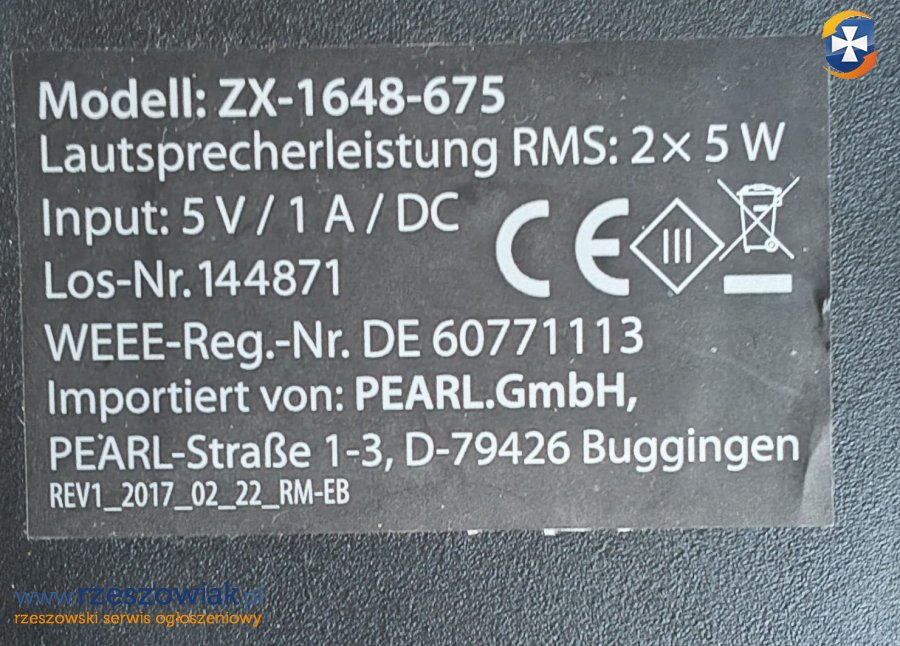 Modell: ZX-1648-675
Lautsprecherleistung RMS: 2 × 5 W
Input: 5 V / 1 A / DC
Los-Nr. 144871
WEEE-Reg.-Nr. DE 60771113
Importiert von: PEARL.GmbH,
PEARL-Straße 1-3, D-79426 Buggingen
REV1_2017_02_22_RM-EB
CE
III
www.rzeszowiak.pl
rzeszowski serwis ogłoszeniowy